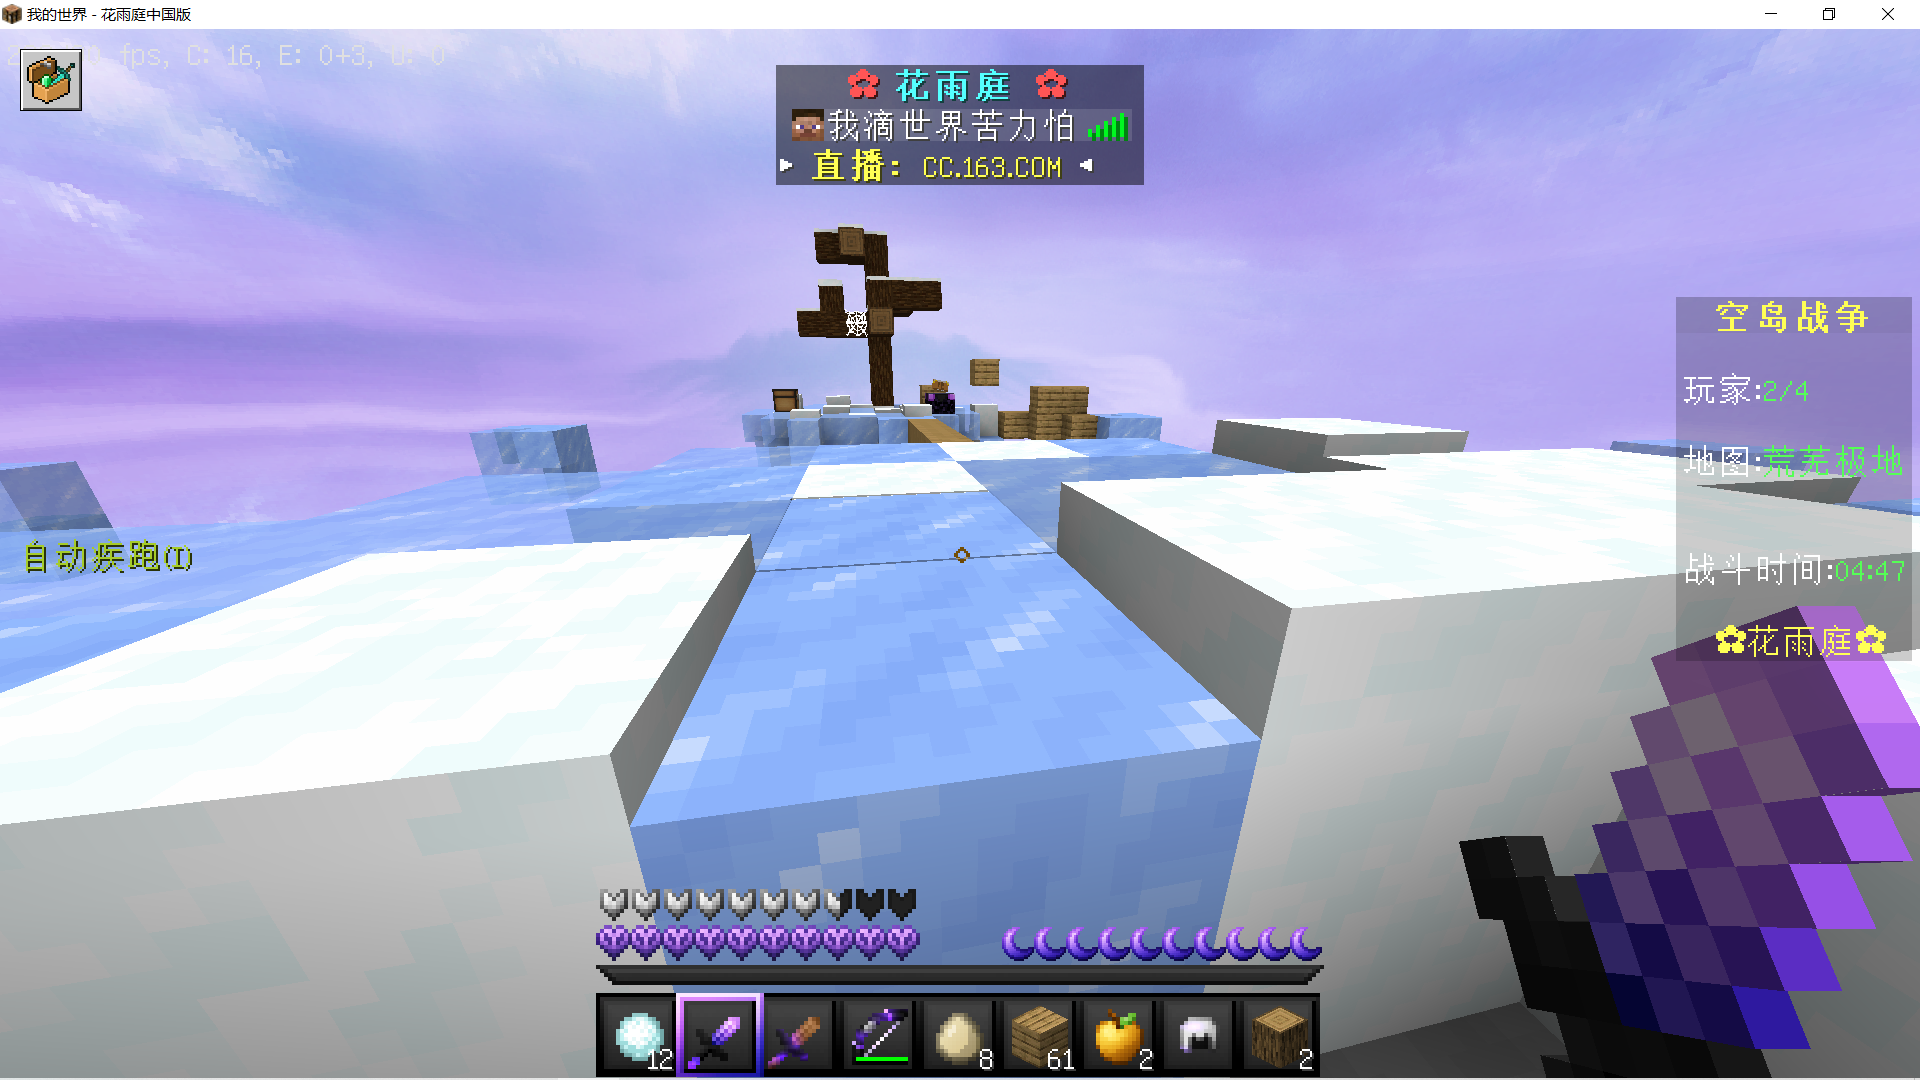 我的世界 - 花雨庭中国版
fps, C: 16, E: 0+3, U: 0
✿ 花雨庭 ✿
我滴世界苦力怕
▶ 直播: CC.163.COM ◀
空岛战争
玩家:2/4
地图:荒芜极地
自动疾跑(I)
战斗时间:04:47
✿花雨庭✿
12
8
61
2
2